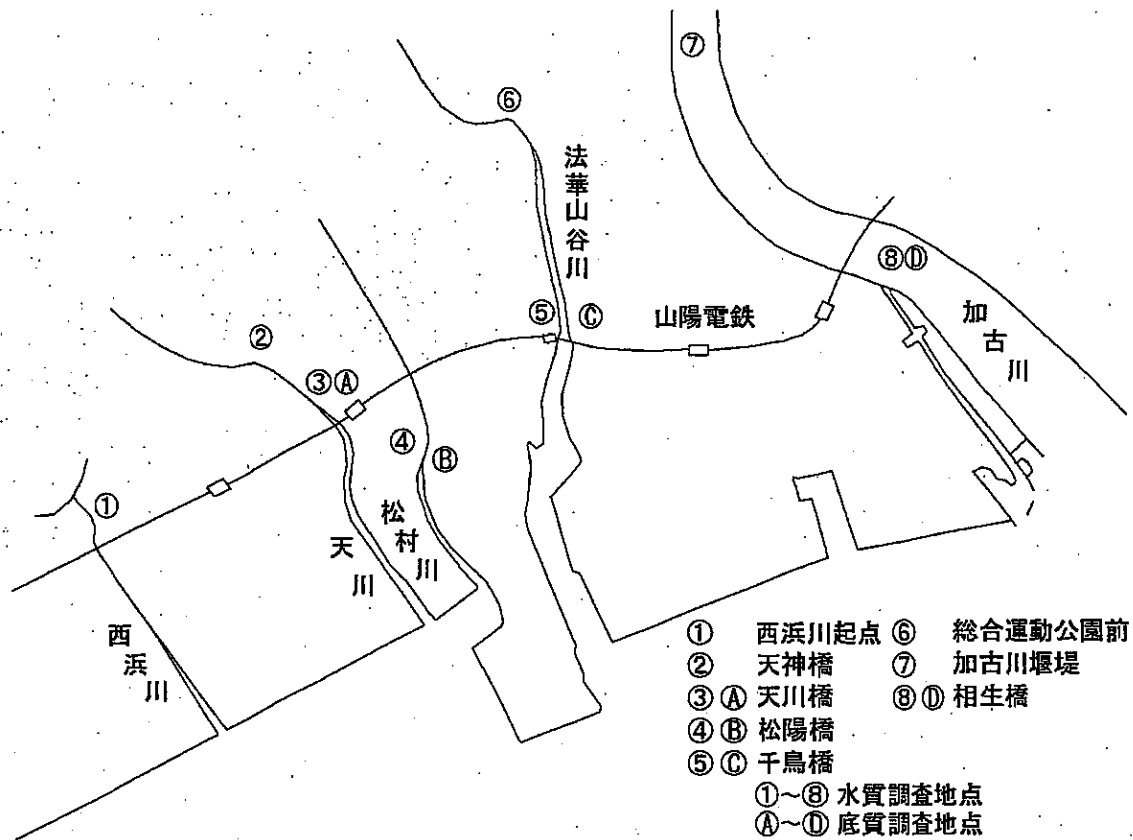 ⑦
⑥
法華山谷川
⑧Ⓓ
②
⑤
Ⓒ
山陽電鉄
加古川
③Ⓐ
④
Ⓑ
①
松村川
天川
西浜川
① 西浜川起点 ⑥ 総合運動公園前
② 天神橋 ⑦ 加古川堰堤
③Ⓐ 天川橋 ⑧Ⓓ 相生橋
④Ⓑ 松陽橋
⑤Ⓒ 千鳥橋
①～⑧ 水質調査地点
Ⓐ～Ⓓ 底質調査地点